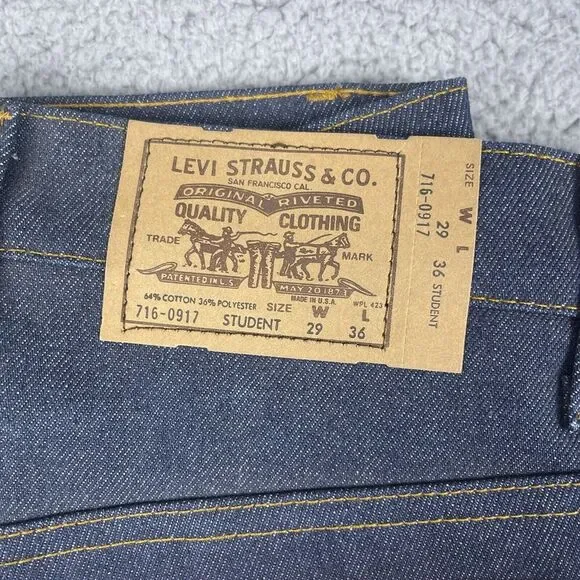 LEVI STRAUSS & CO.
SAN FRANCISCO CAL.
ORIGINAL RIVETED
QUALITY CLOTHING
TRADE MARK
PATENTED IN U.S. MAY 20 1873
MADE IN U.S.A. WPL 423
64% COTTON 36% POLYESTER SIZE W L
716-0917 STUDENT 29 36
SIZE W L
716-0917 29 36 STUDENT